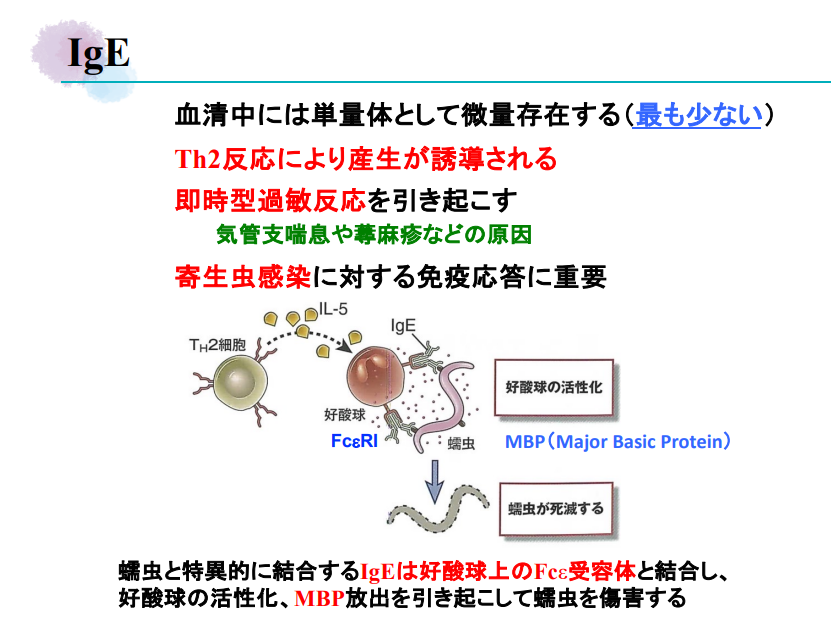 IgE
血清中には単量体として微量存在する（最も少ない）
Th2反応により産生が誘導される
即時型過敏反応を引き起こす
気管支喘息や蕁麻疹などの原因
寄生虫感染に対する免疫応答に重要
IL-5
IgE
TH2細胞
好酸球の活性化
好酸球
FcεRI
蠕虫
MBP（Major Basic Protein）
蠕虫が死滅する
蠕虫と特異的に結合するIgEは好酸球上のFcε受容体と結合し、
好酸球の活性化、MBP放出を引き起こして蠕虫を傷害する